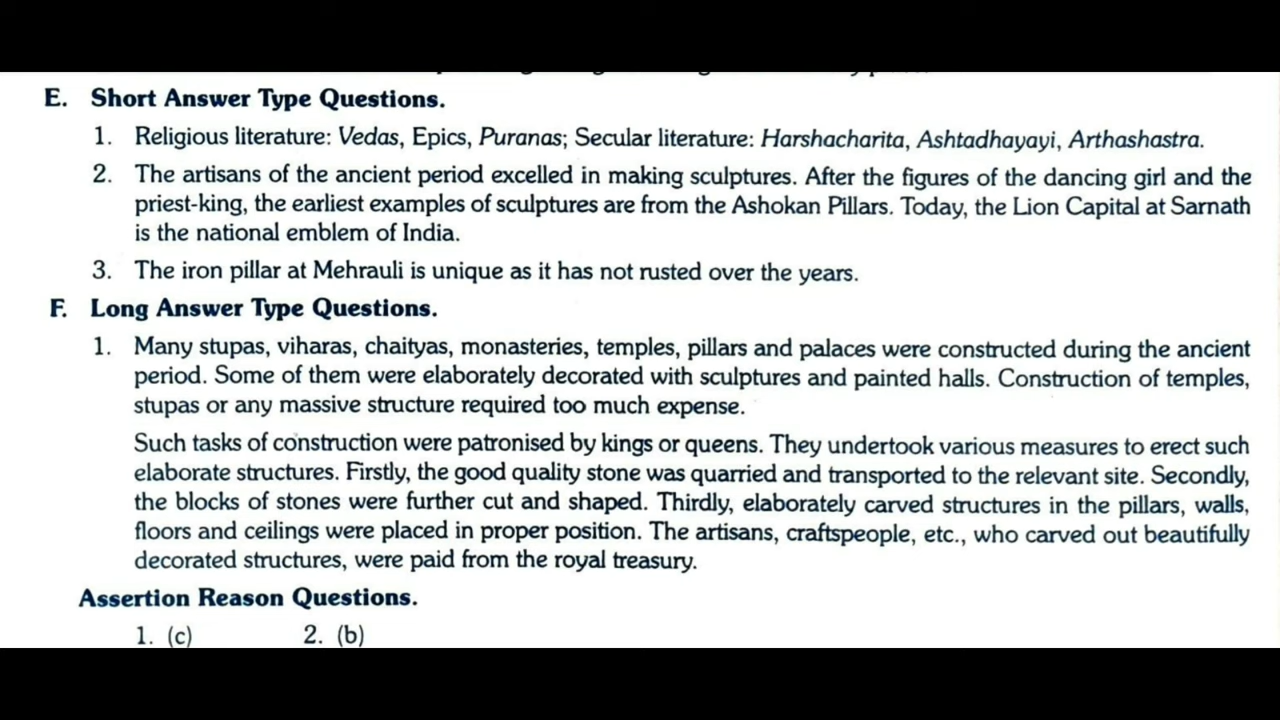 E. Short Answer Type Questions.
1. Religious literature: Vedas, Epics, Puranas; Secular literature: Harshacharita, Ashtadhayayi, Arthashastra.
2. The artisans of the ancient period excelled in making sculptures. After the figures of the dancing girl and the
priest-king, the earliest examples of sculptures are from the Ashokan Pillars. Today, the Lion Capital at Sarnath
is the national emblem of India.
3. The iron pillar at Mehrauli is unique as it has not rusted over the years.
F. Long Answer Type Questions.
1. Many stupas, viharas, chaityas, monasteries, temples, pillars and palaces were constructed during the ancient
period. Some of them were elaborately decorated with sculptures and painted halls. Construction of temples,
stupas or any massive structure required too much expense.
Such tasks of construction were patronised by kings or queens. They undertook various measures to erect such
elaborate structures. Firstly, the good quality stone was quarried and transported to the relevant site. Secondly,
the blocks of stones were further cut and shaped. Thirdly, elaborately carved structures in the pillars, walls,
floors and ceilings were placed in proper position. The artisans, craftspeople, etc., who carved out beautifully
decorated structures, were paid from the royal treasury.
Assertion Reason Questions.
1. (c) 2. (b)